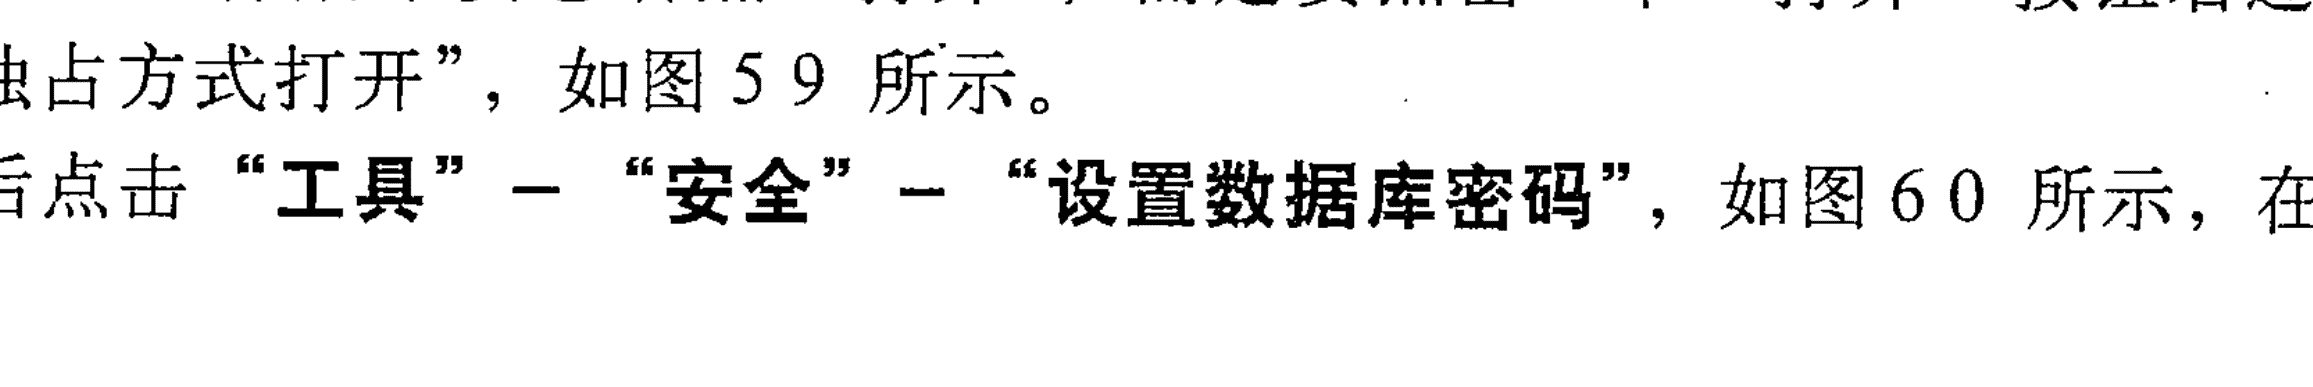 独占方式打开”，如图59 所示。
后点击“工具”－“安全”－“设置数据库密码”，如图60 所示，在